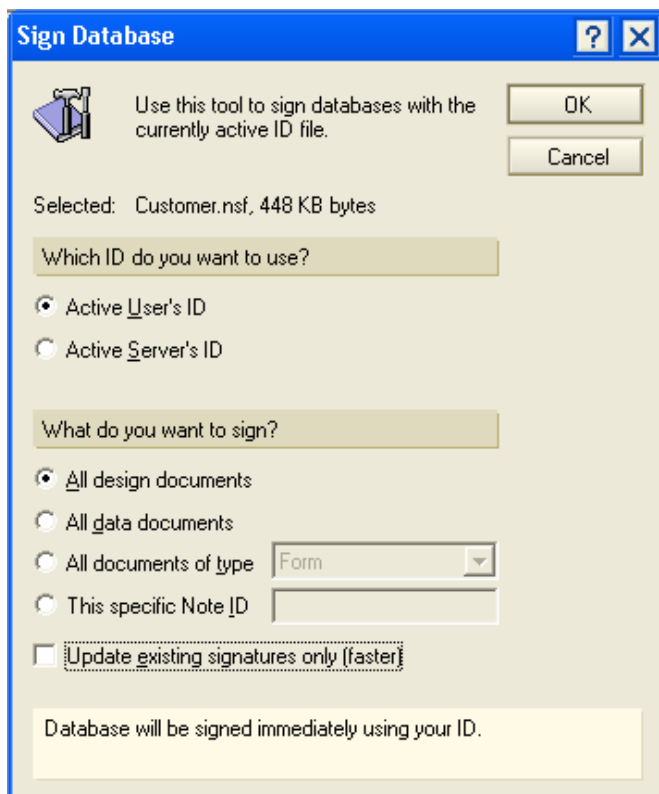 Sign Database
?
Use this tool to sign databases with the
currently active ID file.
OK
Cancel
Selected: Customer.nsf, 448 KB bytes
Which ID do you want to use?
Active User's ID
Active Server's ID
What do you want to sign?
All design documents
All data documents
All documents of type Form
This specific Note ID
Update existing signatures only (faster)
Database will be signed immediately using your ID.